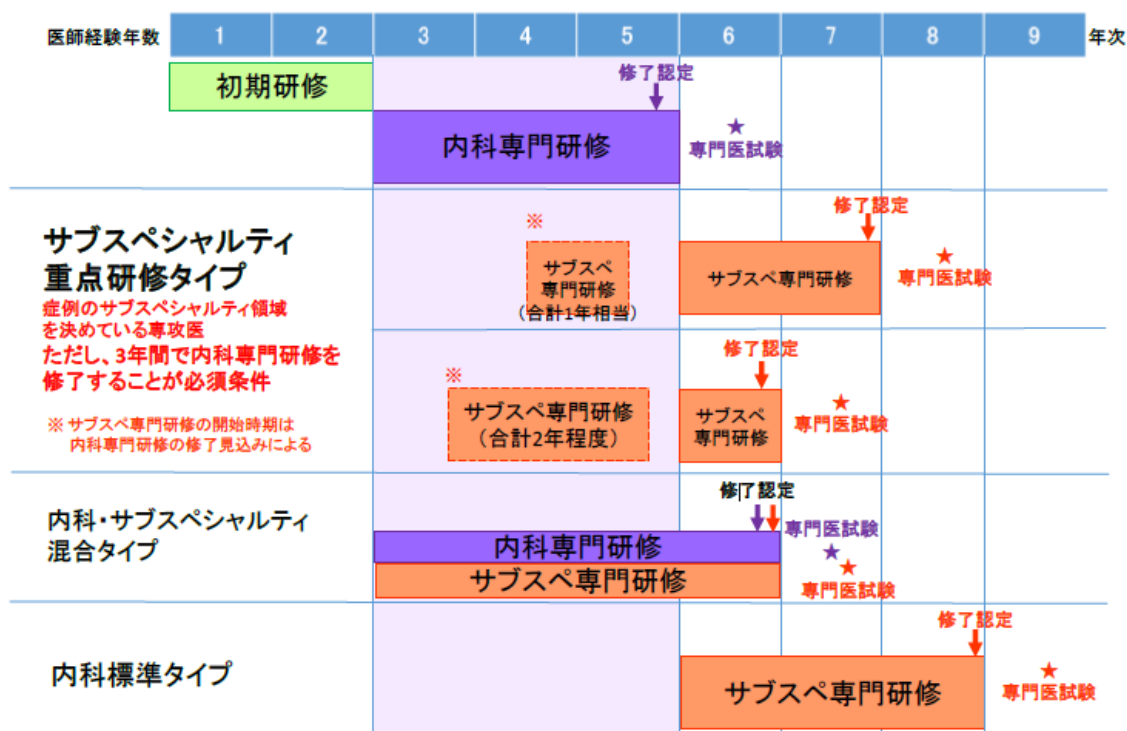 医師経験年数 1 2 3 4 5 6 7 8 9 年次
初期研修
修了認定
内科専門研修
★
専門医試験
サブスペシャルティ
重点研修タイプ
症例のサブスペシャルティ領域
を決めている専攻医
ただし、3年間で内科専門研修を
修了することが必須条件
※ サブスペ専門研修の開始時期は
内科専門研修の修了見込みによる
※
サブスペ
専門研修
(合計1年相当)
修了認定
サブスペ専門研修
★
専門医試験
※
サブスペ専門研修
(合計2年程度)
修了認定
サブスペ
専門研修
★
専門医試験
内科・サブスペシャルティ
混合タイプ
修了認定
内科専門研修
サブスペ専門研修
専門医試験
★
★
専門医試験
内科標準タイプ
修了認定
サブスペ専門研修
★
専門医試験